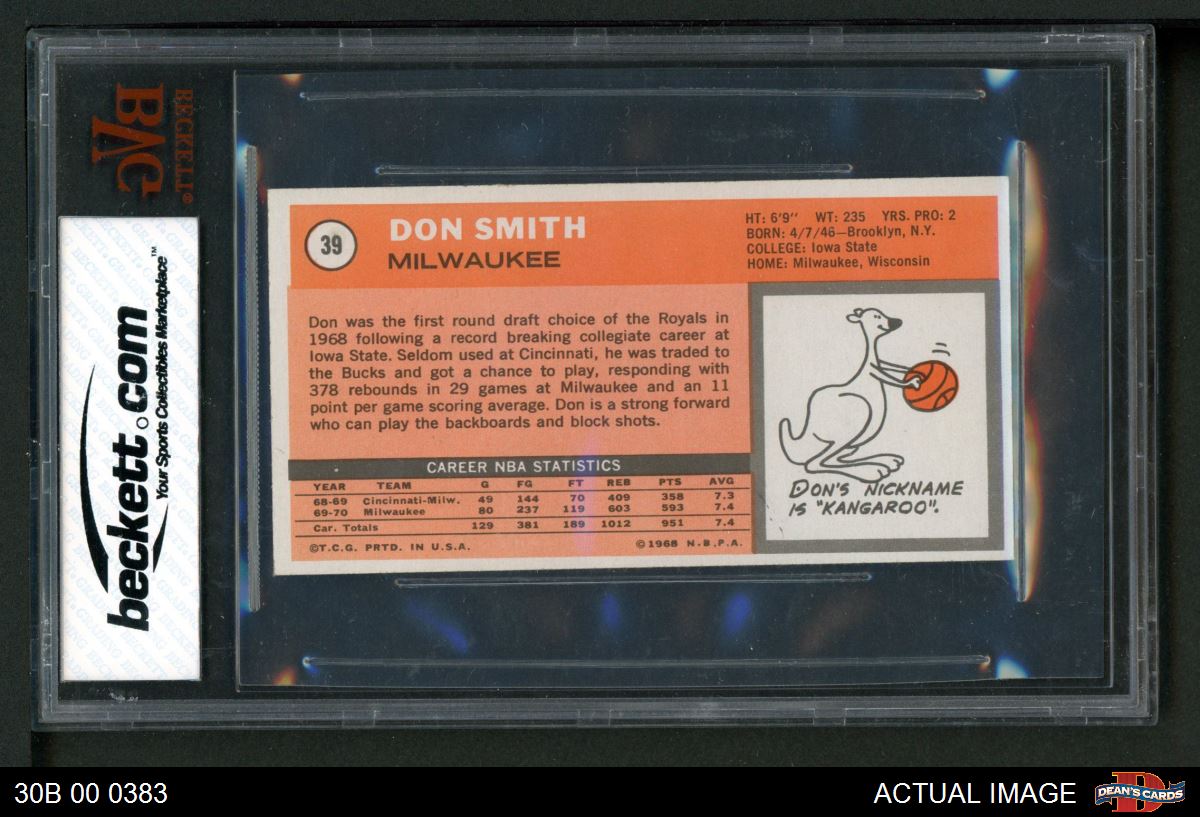 BECKETT®
BVG
beckett.com™
Your Sports Collectibles Marketplace
39
DON SMITH
MILWAUKEE
HT: 6'9'' WT: 235 YRS. PRO: 2
BORN: 4/7/46—Brooklyn, N.Y.
COLLEGE: Iowa State
HOME: Milwaukee, Wisconsin
Don was the first round draft choice of the Royals in
1968 following a record breaking collegiate career at
Iowa State. Seldom used at Cincinnati, he was traded to
the Bucks and got a chance to play, responding with
378 rebounds in 29 games at Milwaukee and an 11
point per game scoring average. Don is a strong forward
who can play the backboards and block shots.
CAREER NBA STATISTICS
YEAR TEAM G FG FT REB PTS AVG
68-69 Cincinnati-Milw. 49 144 70 409 358 7.3
69-70 Milwaukee 80 237 119 603 593 7.4
Car. Totals 129 381 189 1012 951 7.4
©T.C.G. PRTD. IN U.S.A. ©1968 N.B.P.A.
DON'S NICKNAME
IS "KANGAROO".
30B 00 0383
ACTUAL IMAGE
DEAN'S CARDS